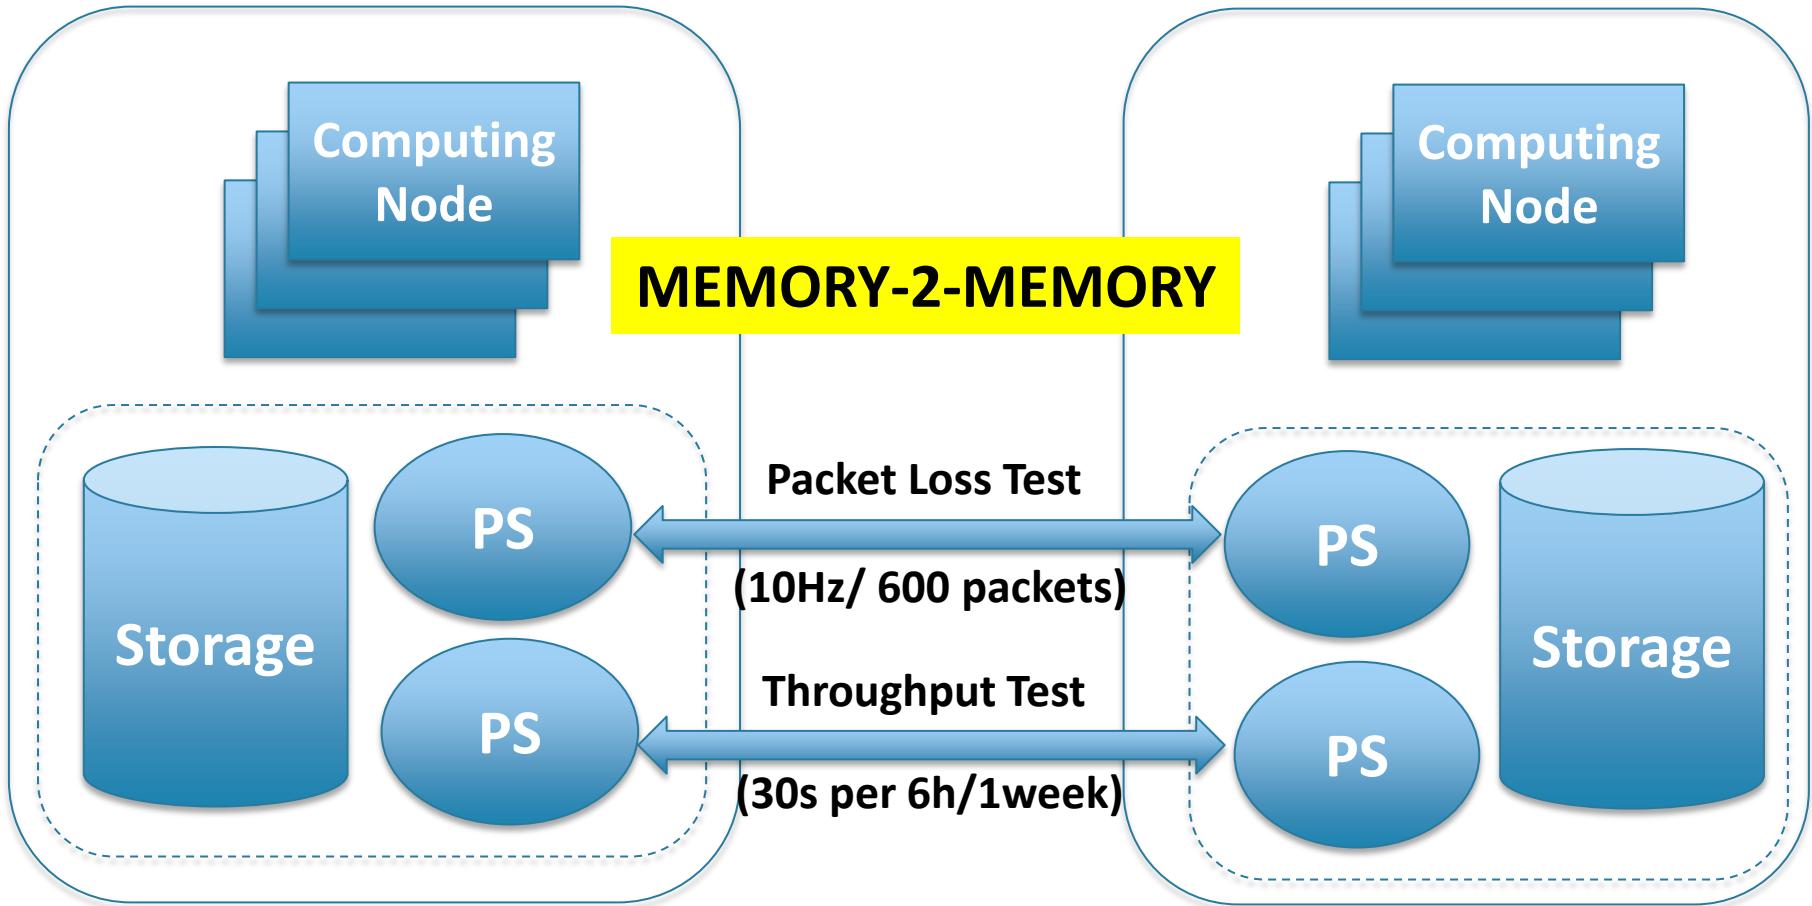 Computing
Node
Computing
Node
MEMORY-2-MEMORY
Packet Loss Test
PS
PS
(10Hz/ 600 packets)
Storage
Storage
Throughput Test
PS
PS
(30s per 6h/1week)